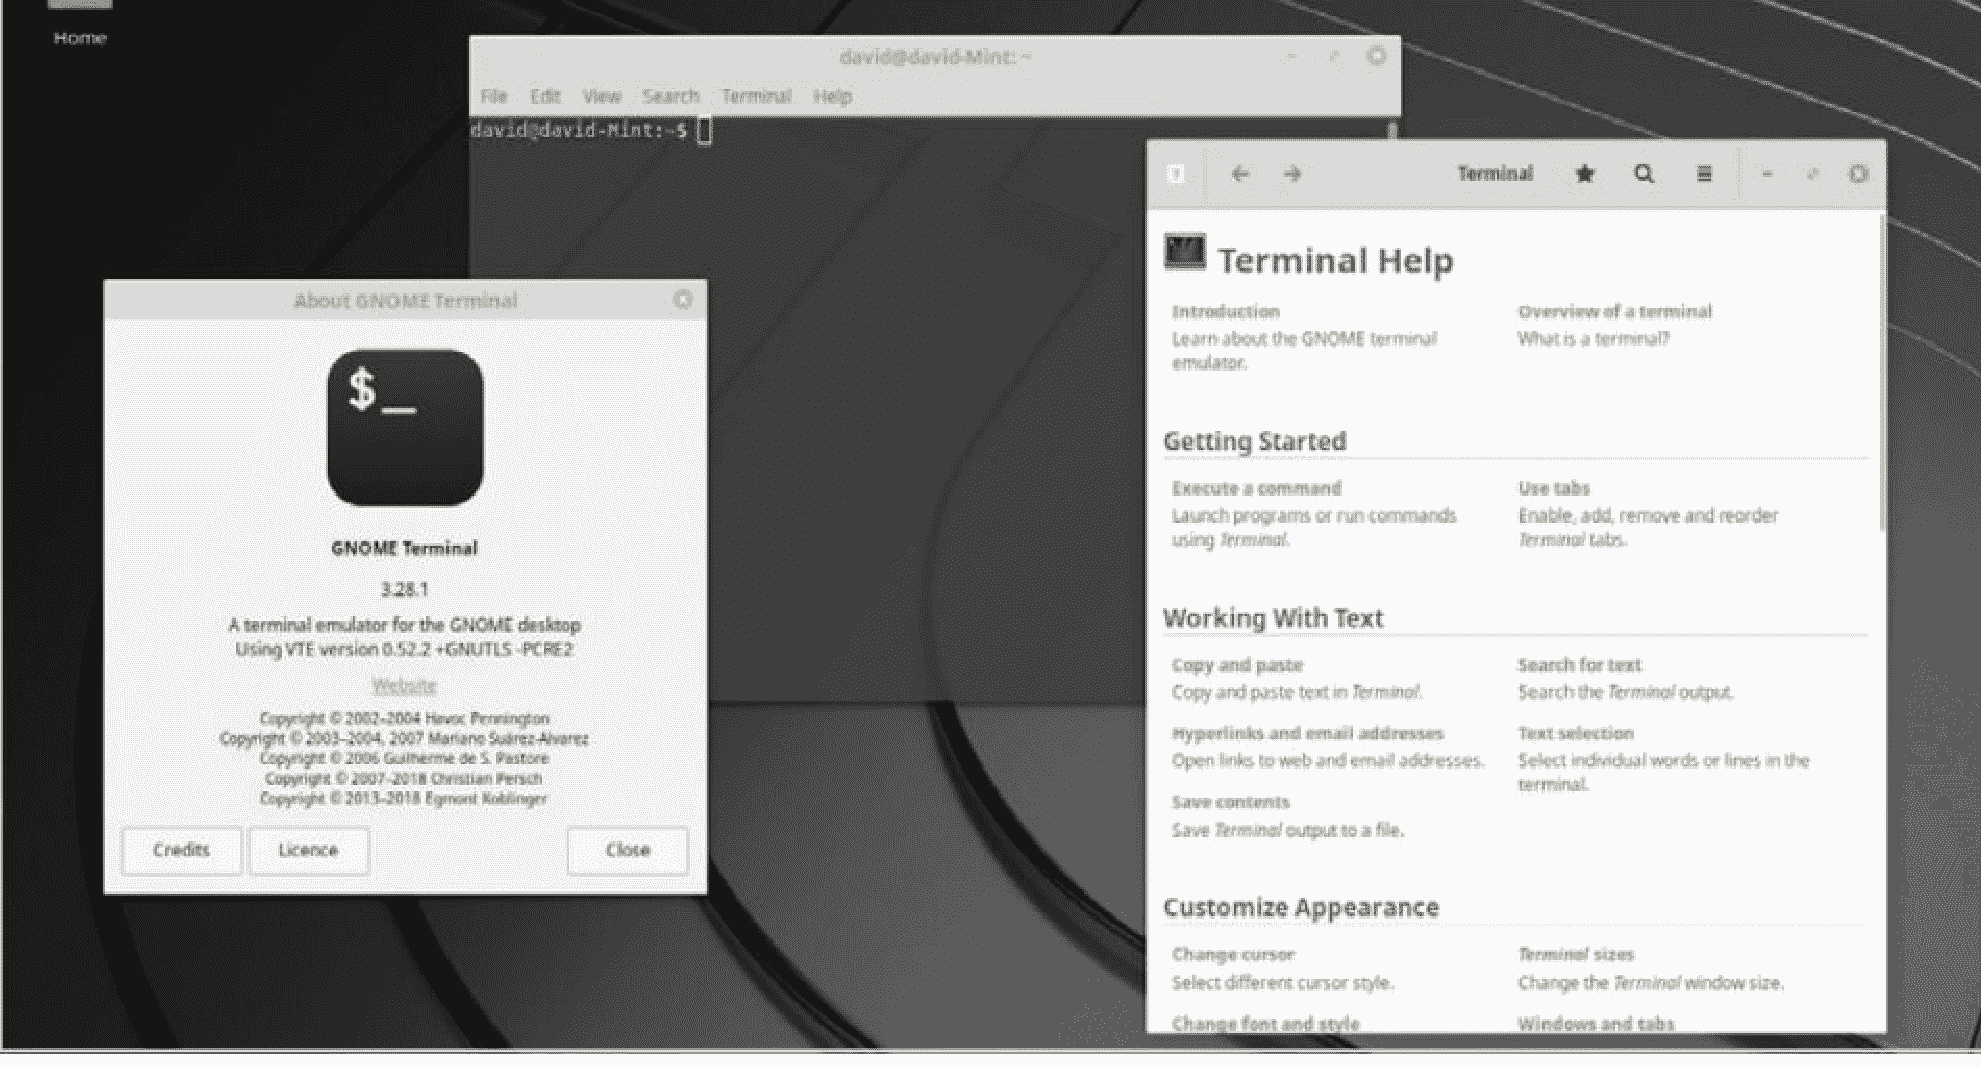 Home
david@david-Mint: ~
File Edit View Search Terminal Help
david@david-Mint:~$
About GNOME Terminal
$_
GNOME Terminal
3.28.1
A terminal emulator for the GNOME desktop
Using VTE version 0.52.2 +GNUTLS -PCRE2
Website
Copyright © 2002–2004 Havoc Pennington
Copyright © 2003–2004, 2007 Mariano Suárez-Alvarez
Copyright © 2006 Guilherme de S. Pastore
Copyright © 2007–2018 Christian Persch
Copyright © 2013–2018 Egmont Koblinger
Credits Licence Close
Terminal
Terminal Help
Introduction
Learn about the GNOME terminal
emulator.
Overview of a terminal
What is a terminal?
Getting Started
Execute a command
Launch programs or run commands
using Terminal.
Use tabs
Enable, add, remove and reorder
Terminal tabs.
Working With Text
Copy and paste
Copy and paste text in Terminal.
Hyperlinks and email addresses
Open links to web and email addresses.
Save contents
Save Terminal output to a file.
Search for text
Search the Terminal output.
Text selection
Select individual words or lines in the
terminal.
Customize Appearance
Change cursor
Select different cursor style.
Change font and style
Terminal sizes
Change the Terminal window size.
Windows and tabs